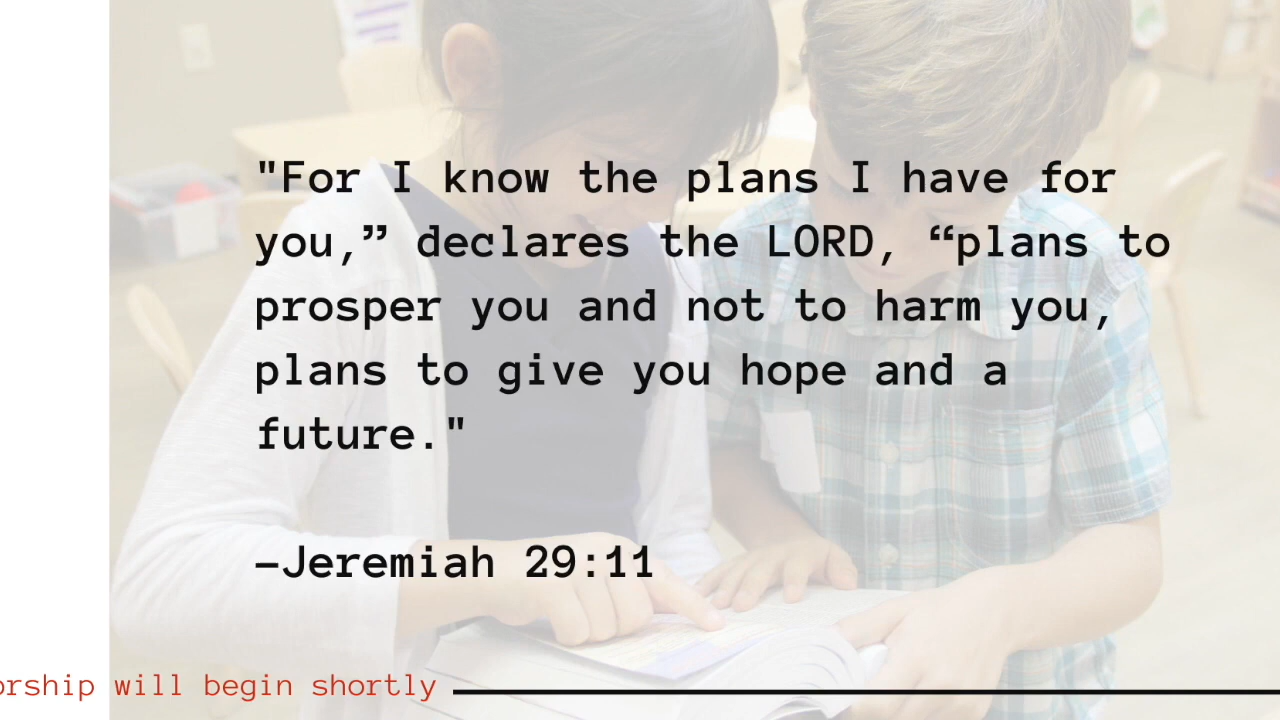 "For I know the plans I have for
you,” declares the LORD, “plans to
prosper you and not to harm you,
plans to give you hope and a
future."
–Jeremiah 29:11
orship will begin shortly